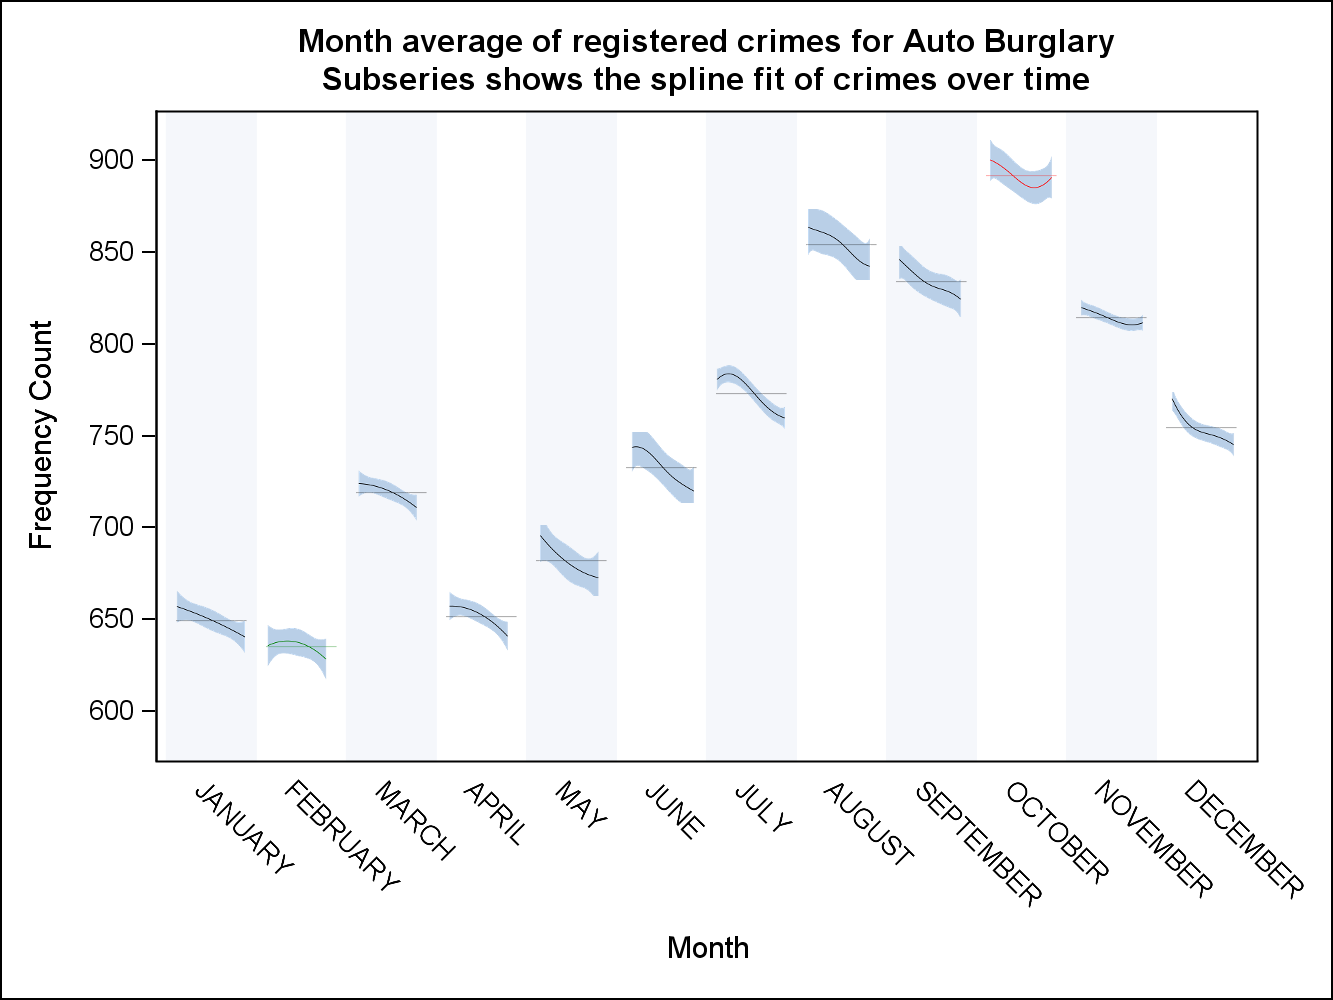 Month average of registered crimes for Auto Burglary
Subseries shows the spline fit of crimes over time
Frequency Count
900
850
800
750
700
650
600
JANUARY
FEBRUARY
MARCH
APRIL
MAY
JUNE
JULY
AUGUST
SEPTEMBER
OCTOBER
NOVEMBER
DECEMBER
Month